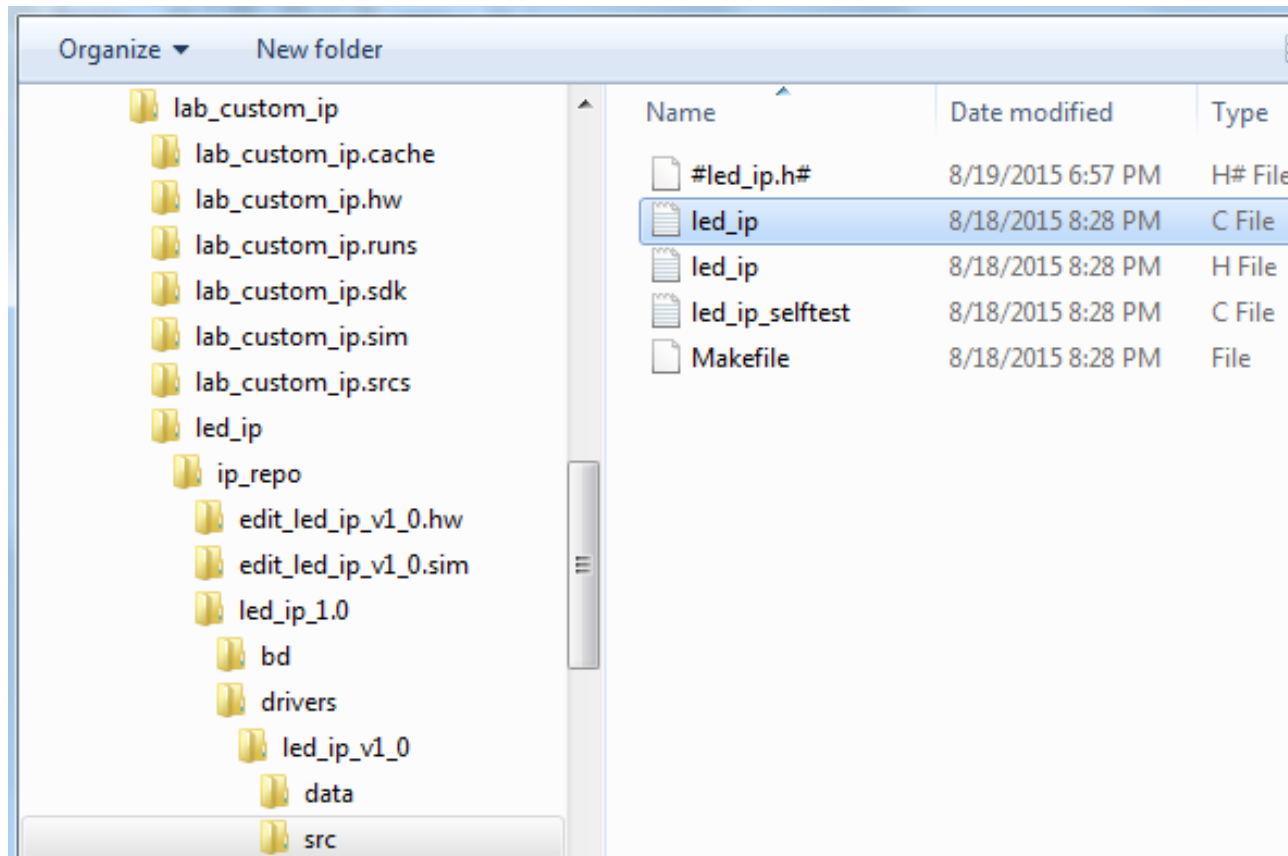 Organize New folder
lab_custom_ip
lab_custom_ip.cache
lab_custom_ip.hw
lab_custom_ip.runs
lab_custom_ip.sdk
lab_custom_ip.sim
lab_custom_ip.srcs
led_ip
ip_repo
edit_led_ip_v1_0.hw
edit_led_ip_v1_0.sim
led_ip_1.0
bd
drivers
led_ip_v1_0
data
src
Name Date modified Type
#led_ip.h# 8/19/2015 6:57 PM H# File
led_ip 8/18/2015 8:28 PM C File
led_ip 8/18/2015 8:28 PM H File
led_ip_selftest 8/18/2015 8:28 PM C File
Makefile 8/18/2015 8:28 PM File